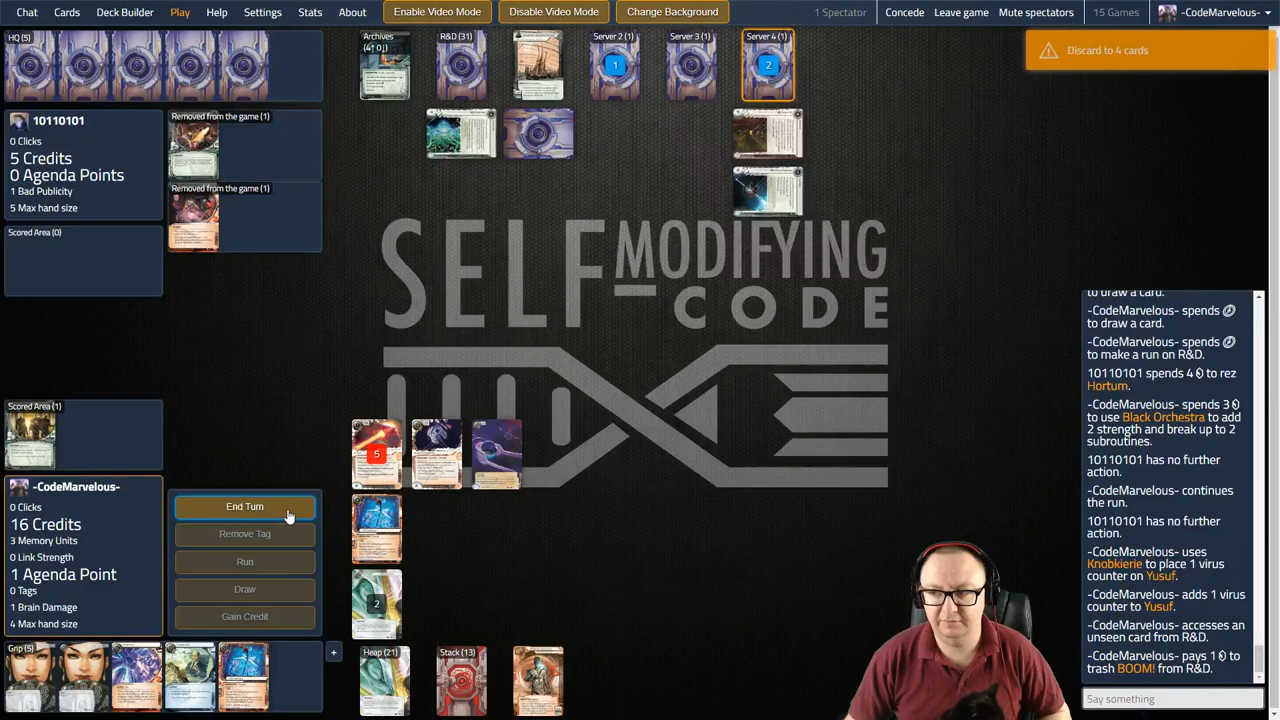 Chat
Cards
DeckBuilder
Play
Help
Settings
Stats
About
Enable Video Mode
Disable Video Mode
Change Background
1 Spectator
Concede
Leave Game
Mute spectators
15 Games
-CodeMarvelous-
HQ (5)
Archives
(4↑ 0↓)
R&D (31)
Server 2 (1)
Server 3 (1)
Server 4 (1)
1
2
Discard to 4 cards
0 Clicks
5 Credits
0 Agenda Points
5 Max hand size
Scored Area (0)
Removed from the game (1)
Removed from the game (1)
SELF MODIFYING
CODE
Scored Area (1)
-CodeMarvelous-
0 Clicks
16 Credits
3 Memory Units
1 Agenda Point
0 Tags
1 Brain Damage
4 Max hand size
End Turn
Remove Tag
Run
Draw
Gain Credit
5
2
Grip (5)
+
Heap (21)
Stack (13)
to draw a card.
-CodeMarvelous- spends
to draw a card.
-CodeMarvelous- spends
to make a run on R&D.
10110101 spends 4 to rez
Hortum.
-CodeMarvelous- spends 3
to use Black Orchestra to add
2 strength and break up to 2
subroutines.
10110101 has no further
action.
-CodeMarvelous- continues
the run.
10110101 has no further
action.
-CodeMarvelous- uses
Knobkierie to place 1 virus
counter on Yusuf.
-CodeMarvelous- adds 1 virus
counter to Yusuf.
-CodeMarvelous- accesses
unseen card from R&D.
-CodeMarvelous- pays 1 to
trash BOOM! from R&D.
Say something